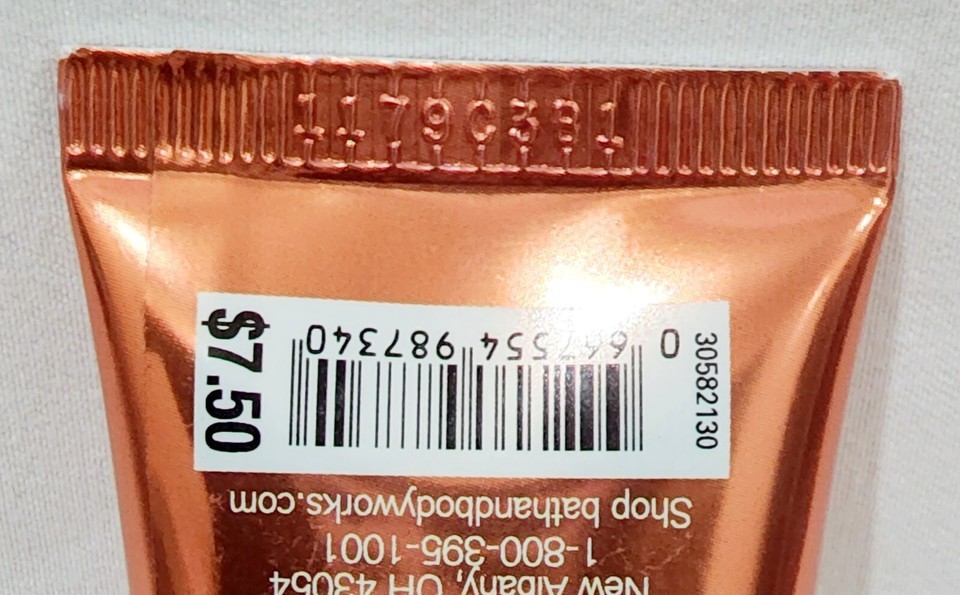 New Albany, OH 43054
1-800-395-1001
Shop bathandbodyworks.com
30582130
0 667554 987340
$7.50